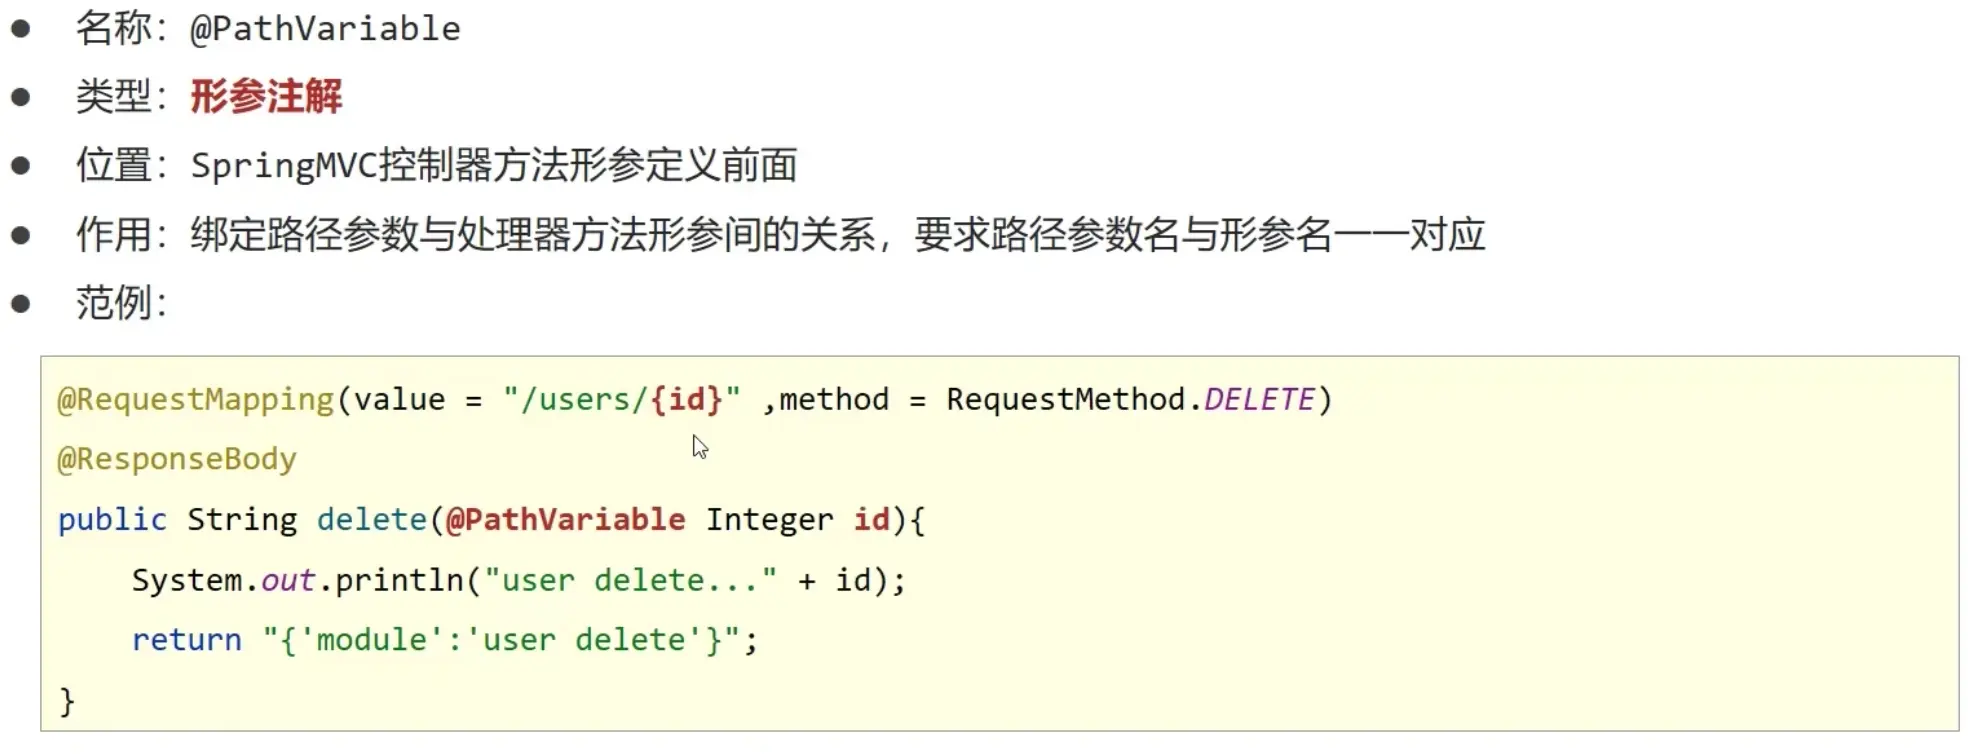 ● 名称：@PathVariable
● 类型：形参注解
● 位置：SpringMVC控制器方法形参定义前面
● 作用：绑定路径参数与处理器方法形参间的关系，要求路径参数名与形参名一一对应
● 范例：
@RequestMapping(value = "/users/{id}" ,method = RequestMethod.DELETE)
@ResponseBody
public String delete(@PathVariable Integer id){
    System.out.println("user delete..." + id);
    return "{'module':'user delete'}";
}